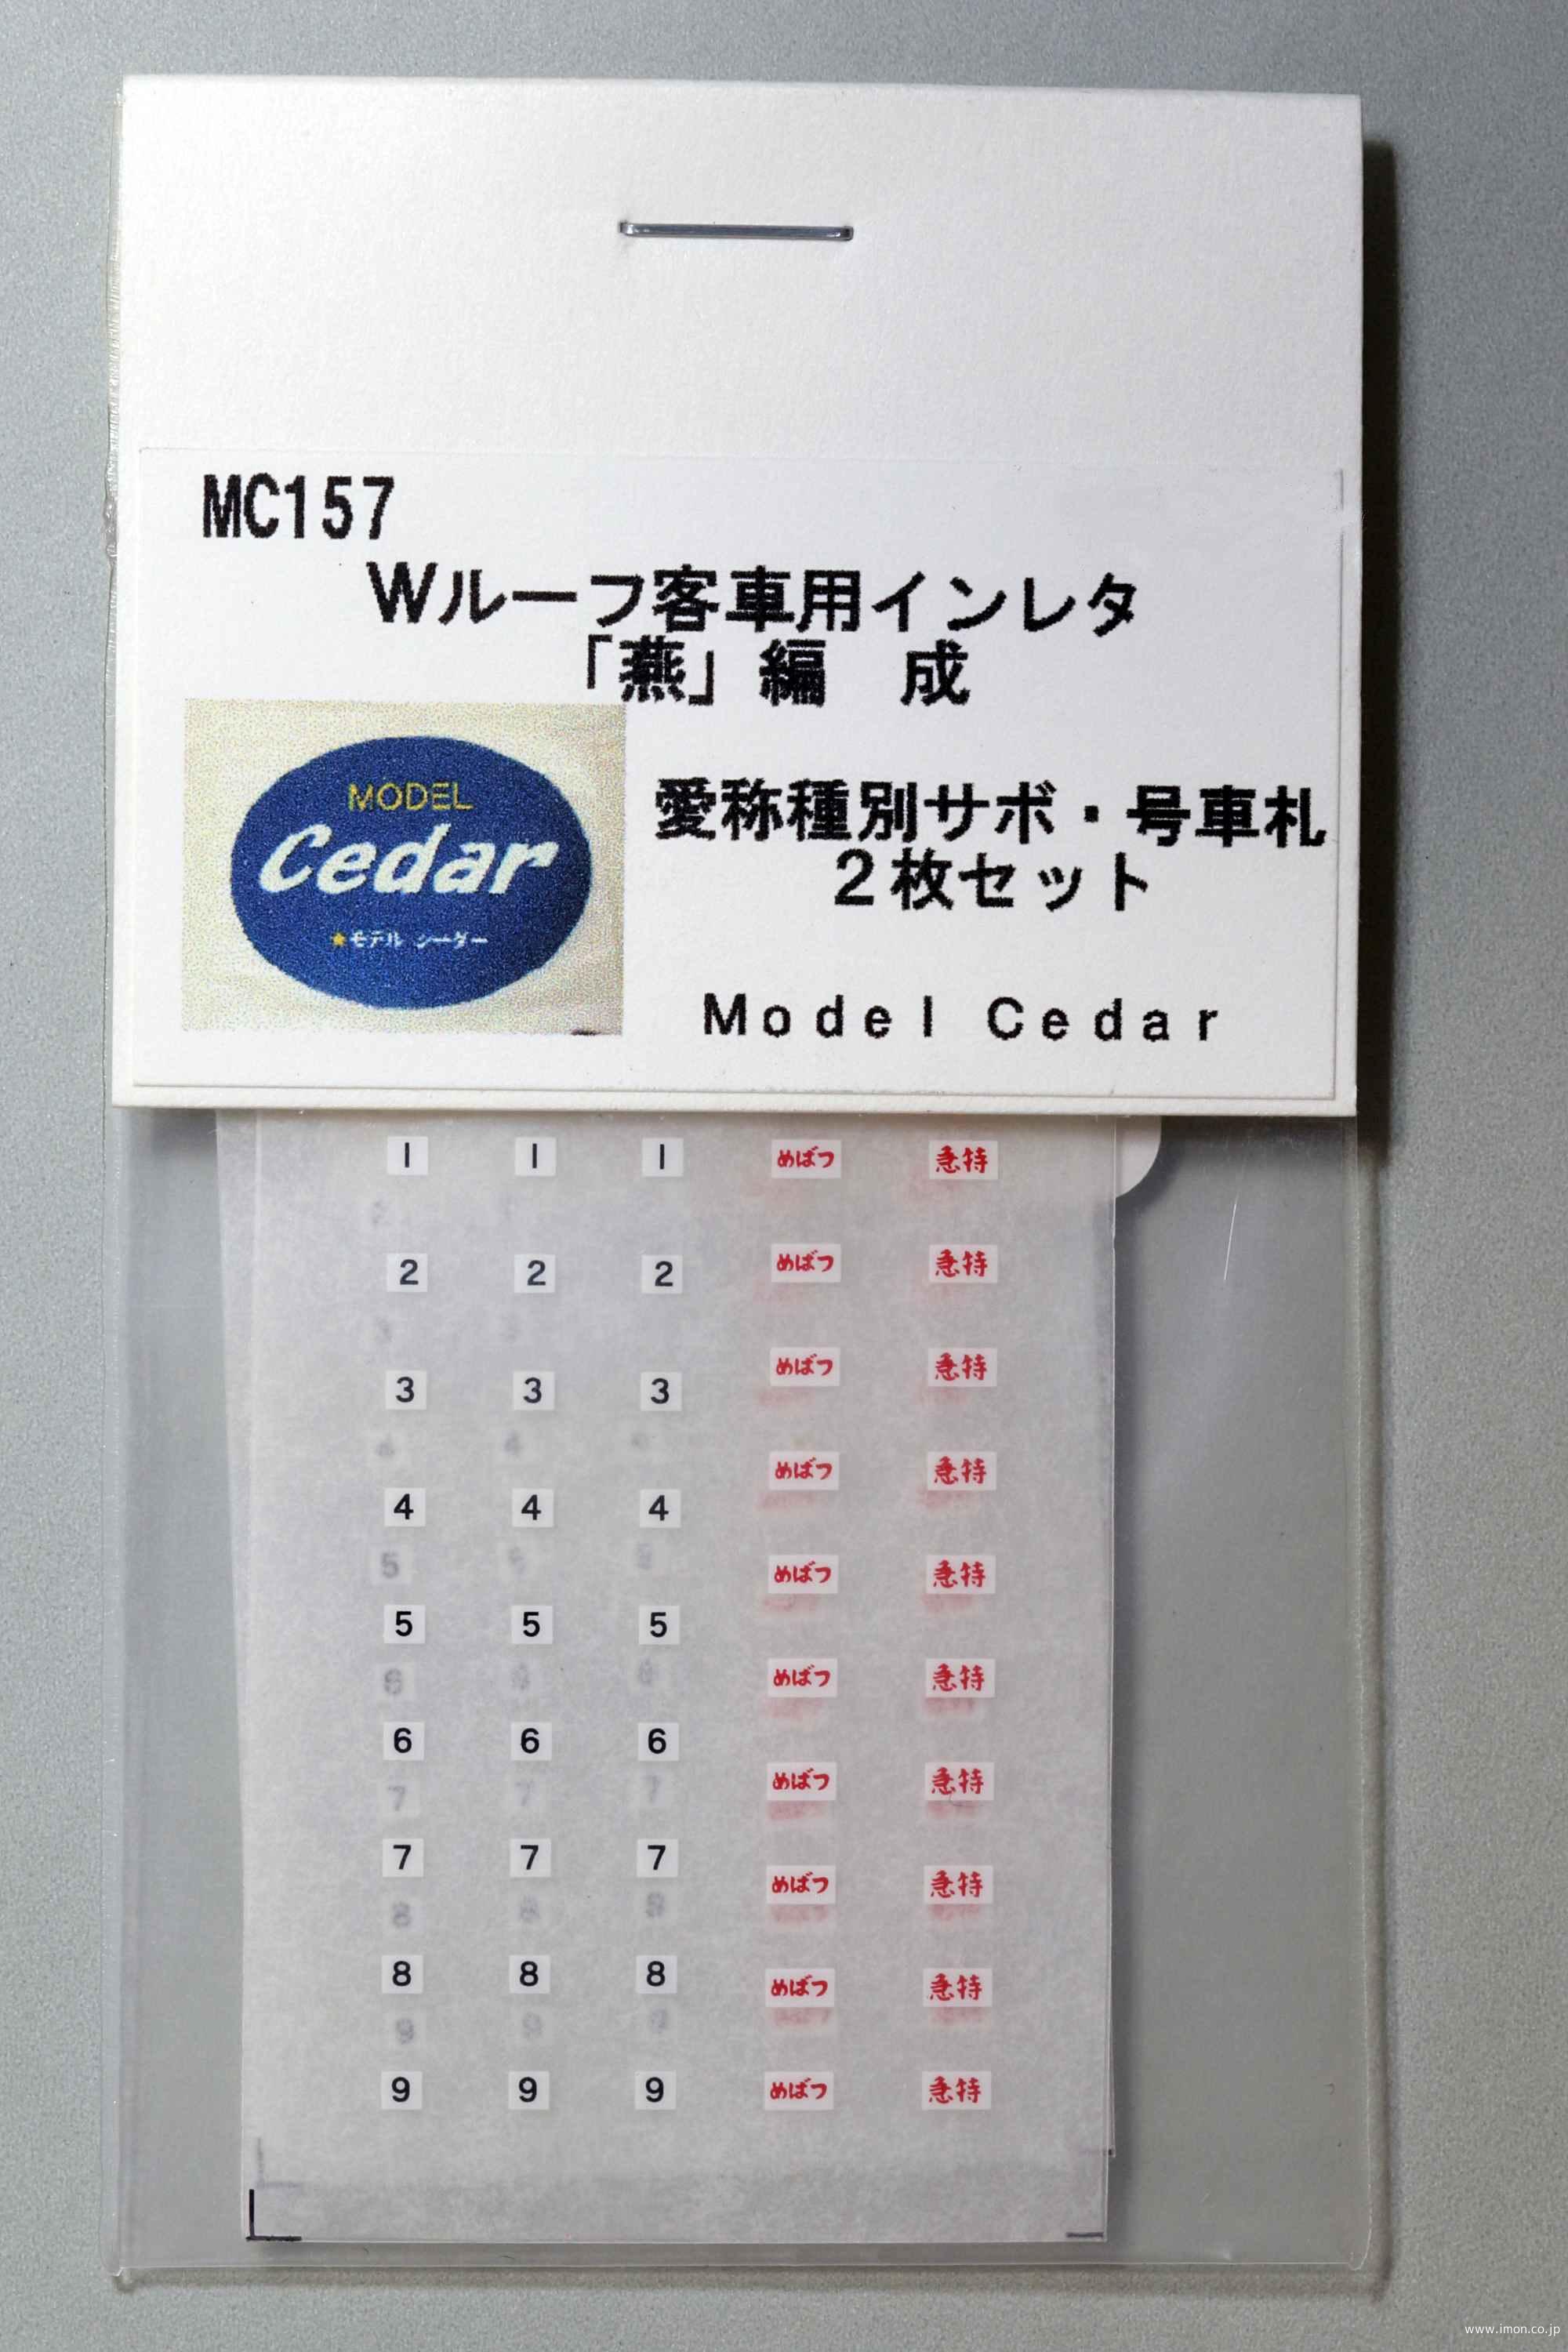 MC157
Wルーフ客車用インレタ
「燕」編　成
MODEL
Cedar
★モデル シーダー
愛称種別サボ・号車札
2枚セット
Model Cedar
1 1 1 めばつ 急特
2 2 2 めばつ 急特
3 3 3 めばつ 急特
4 4 4 めばつ 急特
5 5 5 めばつ 急特
6 6 6 めばつ 急特
7 7 7 めばつ 急特
8 8 8 めばつ 急特
めばつ 急特
9 9 9 めばつ 急特
www.imon.co.jp